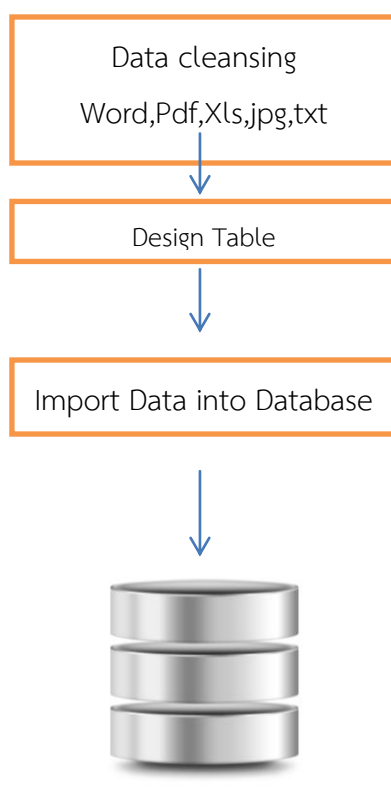 Data cleansing
Word,Pdf,Xls,jpg,txt
Design Table
Import Data into Database